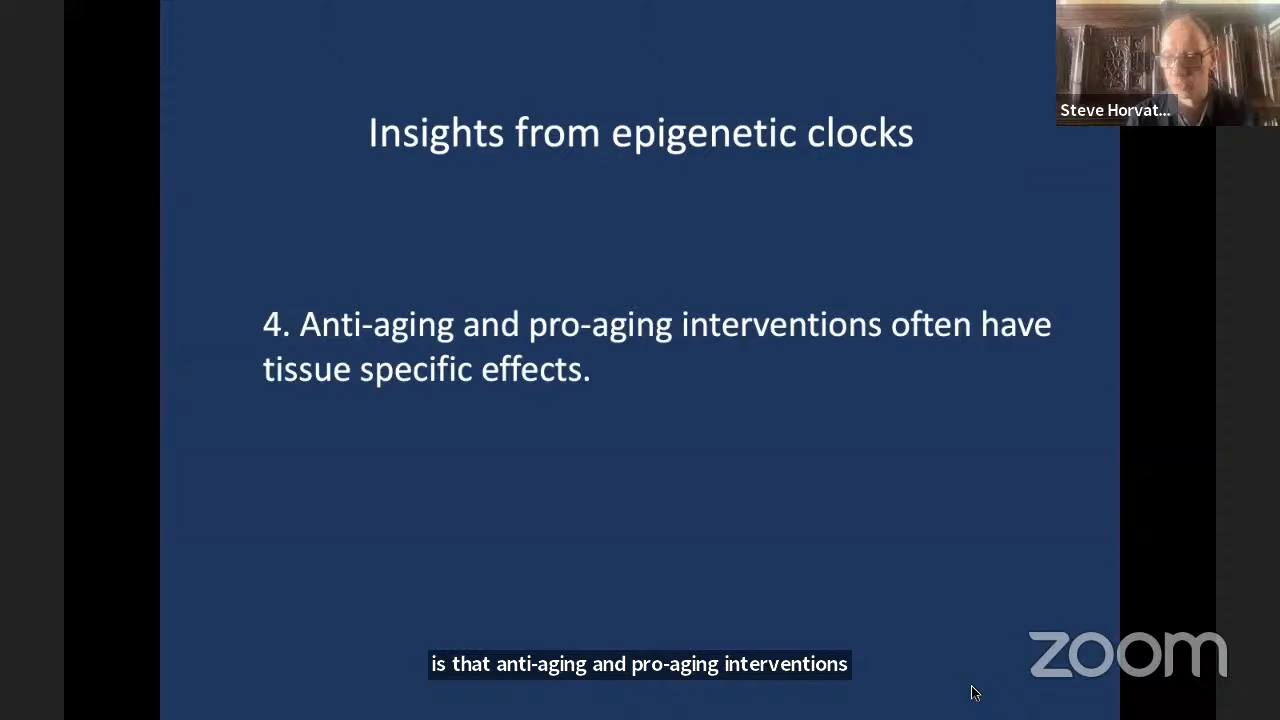 Steve Horvat...
Insights from epigenetic clocks
4. Anti-aging and pro-aging interventions often have
tissue specific effects.
is that anti-aging and pro-aging interventions
zoom